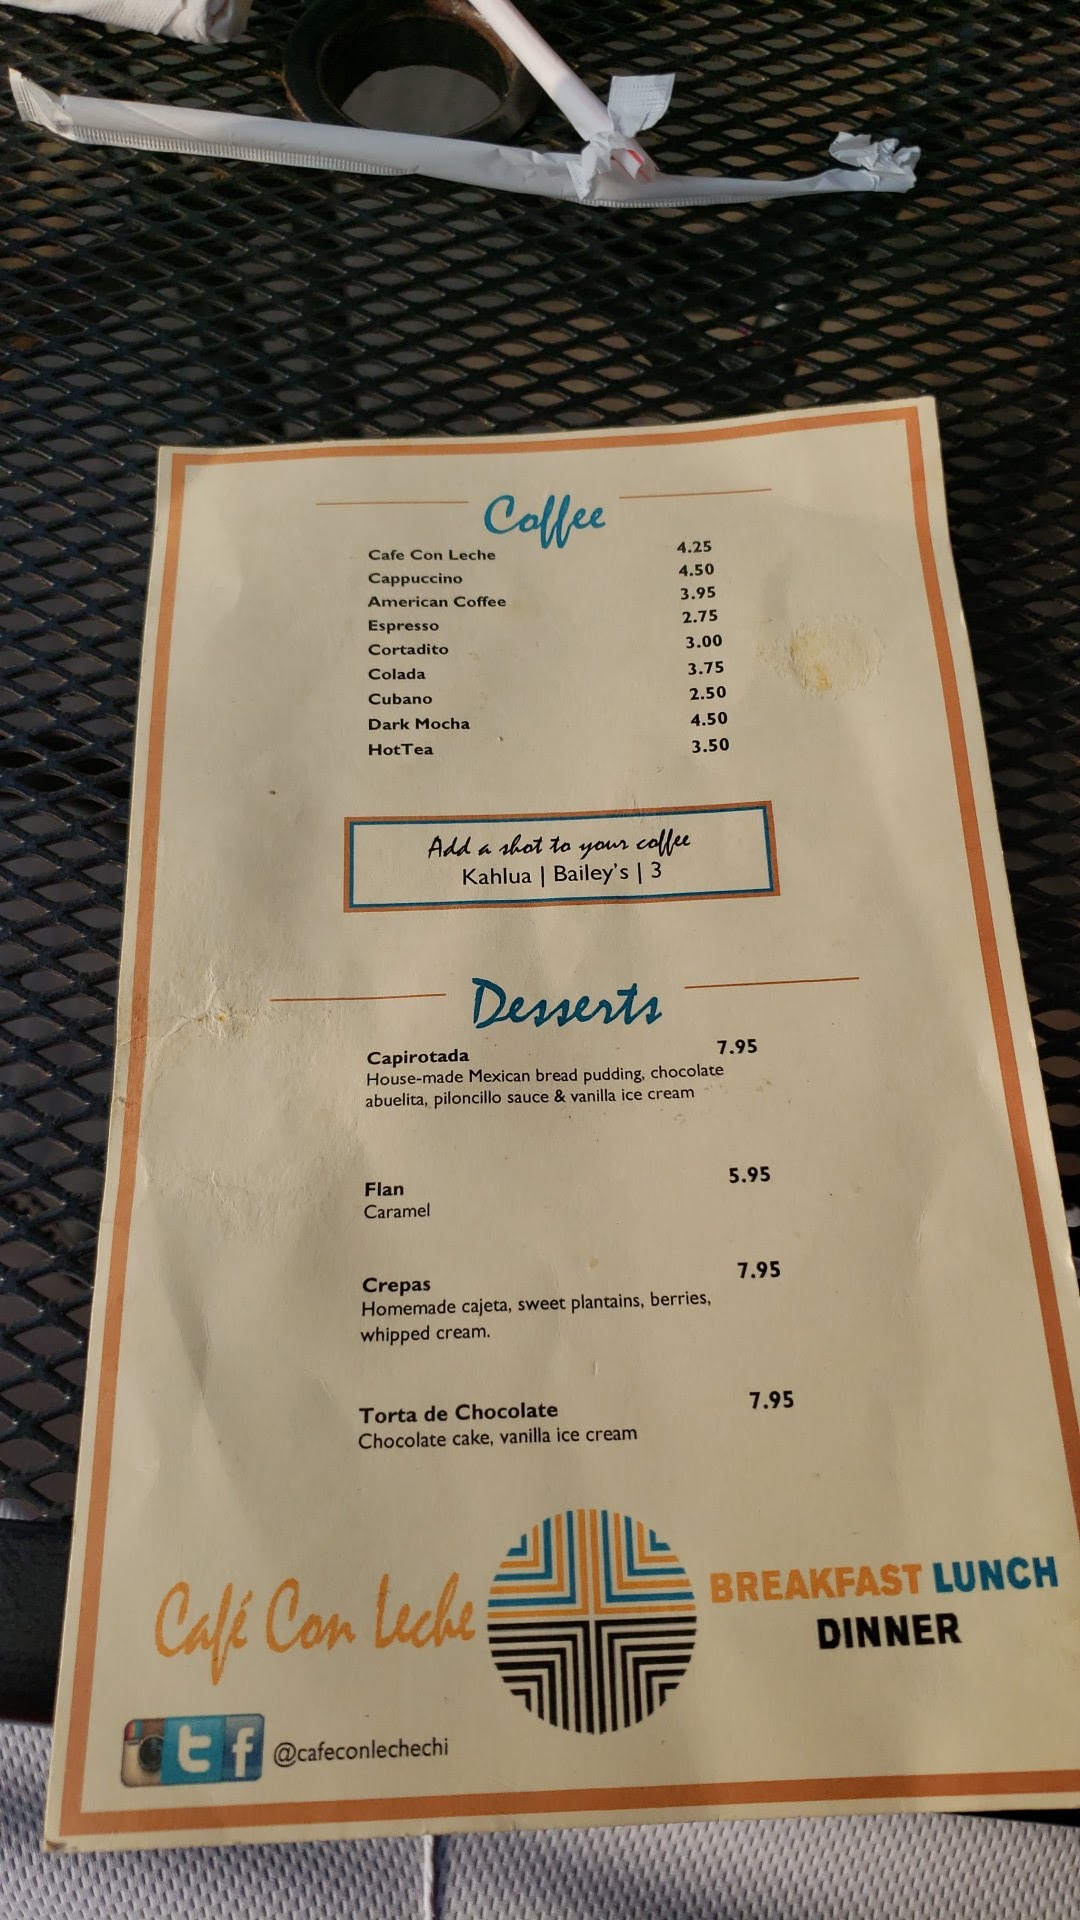 Coffee
Cafe Con Leche 4.25
Cappuccino 4.50
American Coffee 3.95
Espresso 2.75
Cortadito 3.00
Colada 3.75
Cubano 2.50
Dark Mocha 4.50
HotTea 3.50
Add a shot to your coffee
Kahlua | Bailey's | 3
Desserts
Capirotada 7.95
House-made Mexican bread pudding, chocolate
abuelita, piloncillo sauce & vanilla ice cream
Flan 5.95
Caramel
Crepas 7.95
Homemade cajeta, sweet plantains, berries,
whipped cream.
Torta de Chocolate 7.95
Chocolate cake, vanilla ice cream
Café Con Leche
BREAKFAST LUNCH
DINNER
@cafeconlechechi